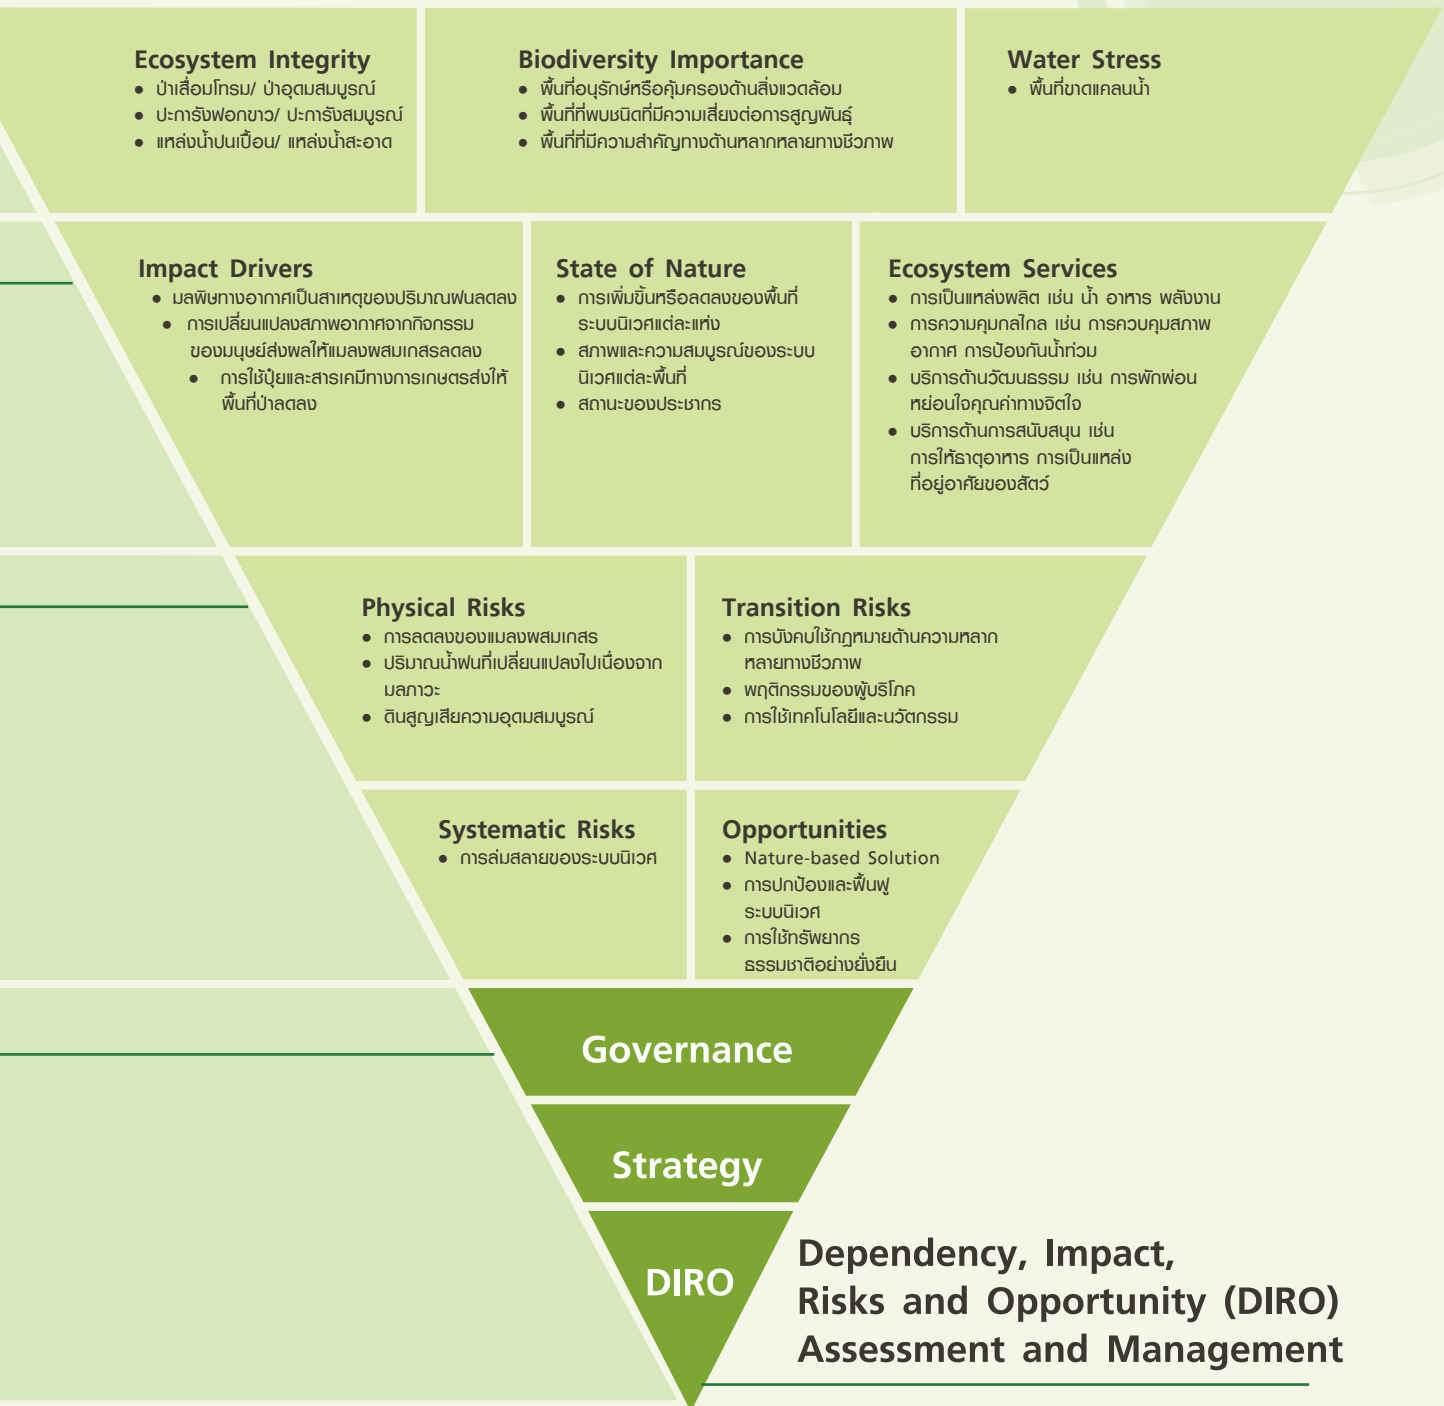 Ecosystem Integrity
• ป่าเสื่อมโทรม/ ป่าอุดมสมบูรณ์
• ปะการังฟอกขาว/ ปะการังสมบูรณ์
• แหล่งน้ำปนเปื้อน/ แหล่งน้ำสะอาด
Biodiversity Importance
• พื้นที่อนุรักษ์หรือคุ้มครองด้านสิ่งแวดล้อม
• พื้นที่ที่พบชนิดที่มีความเสี่ยงต่อการสูญพันธุ์
• พื้นที่ที่มีความสำคัญทางด้านหลากหลายทางชีวภาพ
Water Stress
• พื้นที่ขาดแคลนน้ำ
Impact Drivers
• มลพิษทางอากาศเป็นสาเหตุของปริมาณฝนลดลง
• การเปลี่ยนแปลงสภาพอากาศจากกิจกรรม
ของมนุษย์ส่งผลให้แมลงผสมเกสรลดลง
• การใช้ปุ๋ยและสารเคมีทางการเกษตรส่งให้
พื้นที่ป่าลดลง
State of Nature
• การเพิ่มขึ้นหรือลดลงของพื้นที่
ระบบนิเวศแต่ละแห่ง
• สภาพและความสมบูรณ์ของระบบ
นิเวศแต่ละพื้นที่
• สถานะของประชากร
Ecosystem Services
• การเป็นแหล่งผลิต เช่น น้ำ อาหาร พลังงาน
• การความคุมกลไกล เช่น การควบคุมสภาพ
อากาศ การป้องกันน้ำท่วม
• บริการด้านวัฒนธรรม เช่น การพักผ่อน
หย่อนใจคุณค่าทางจิตใจ
• บริการด้านการสนับสนุน เช่น
การให้ธาตุอาหาร การเป็นแหล่ง
ที่อยู่อาศัยของสัตว์
Physical Risks
• การลดลงของแมลงผสมเกสร
• ปริมาณน้ำฝนที่เปลี่ยนแปลงไปเนื่องจาก
มลภาวะ
• ดินสูญเสียความอุดมสมบูรณ์
Transition Risks
• การบังคบใช้กฎหมายด้านความหลาก
หลายทางชีวภาพ
• พฤติกรรมของผู้บริโภค
• การใช้เทคโนโลยีและนวัตกรรม
Systematic Risks
• การล่มสลายของระบบนิเวศ
Opportunities
• Nature-based Solution
• การปกป้องและฟื้นฟู
ระบบนิเวศ
• การใช้ทรัพยากร
ธรรมชาติอย่างยั่งยืน
Governance
Strategy
DIRO
Dependency, Impact,
Risks and Opportunity (DIRO)
Assessment and Management